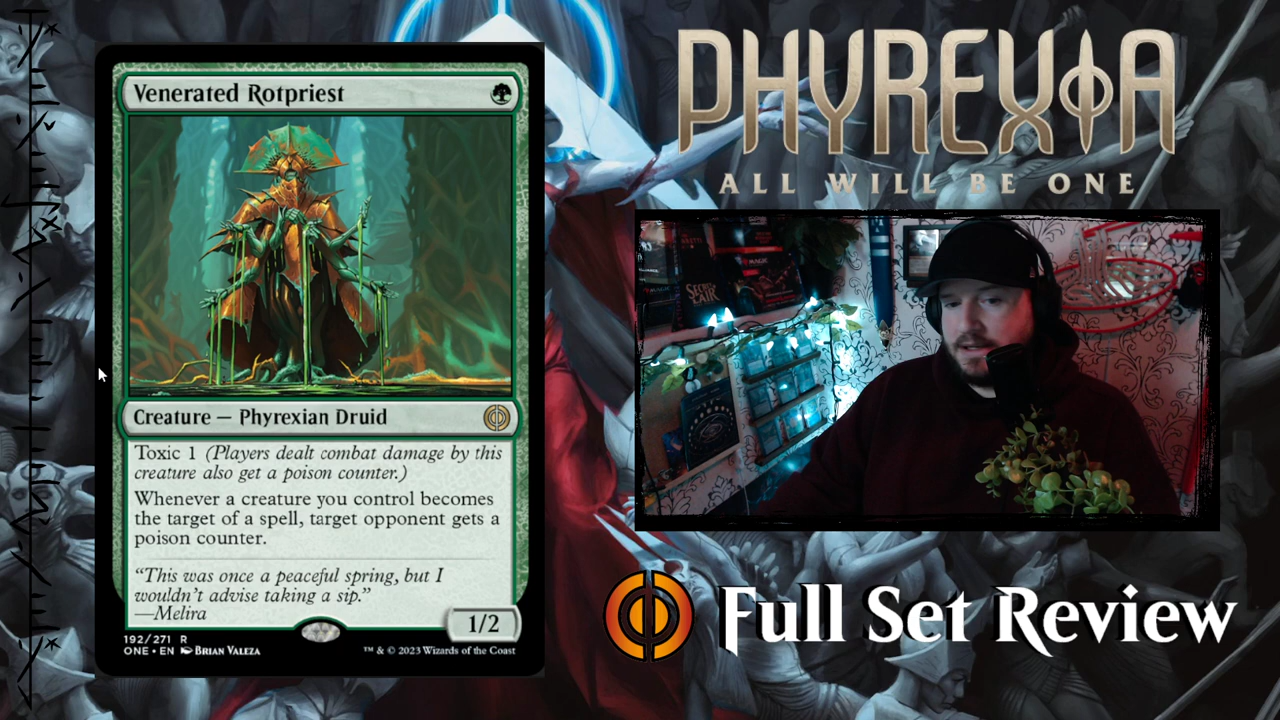 Venerated Rotpriest
Creature — Phyrexian Druid
Toxic 1 (Players dealt combat damage by this
creature also get a poison counter.)
Whenever a creature you control becomes
the target of a spell, target opponent gets a
poison counter.
"This was once a peaceful spring, but I
wouldn't advise taking a sip."
—Melira
1/2
192/271 R
ONE • EN Brian Valeza
™ & © 2023 Wizards of the Coast
PHYREXIA
ALL WILL BE ONE
SECRET
LAIR
MAGIC
Full Set Review